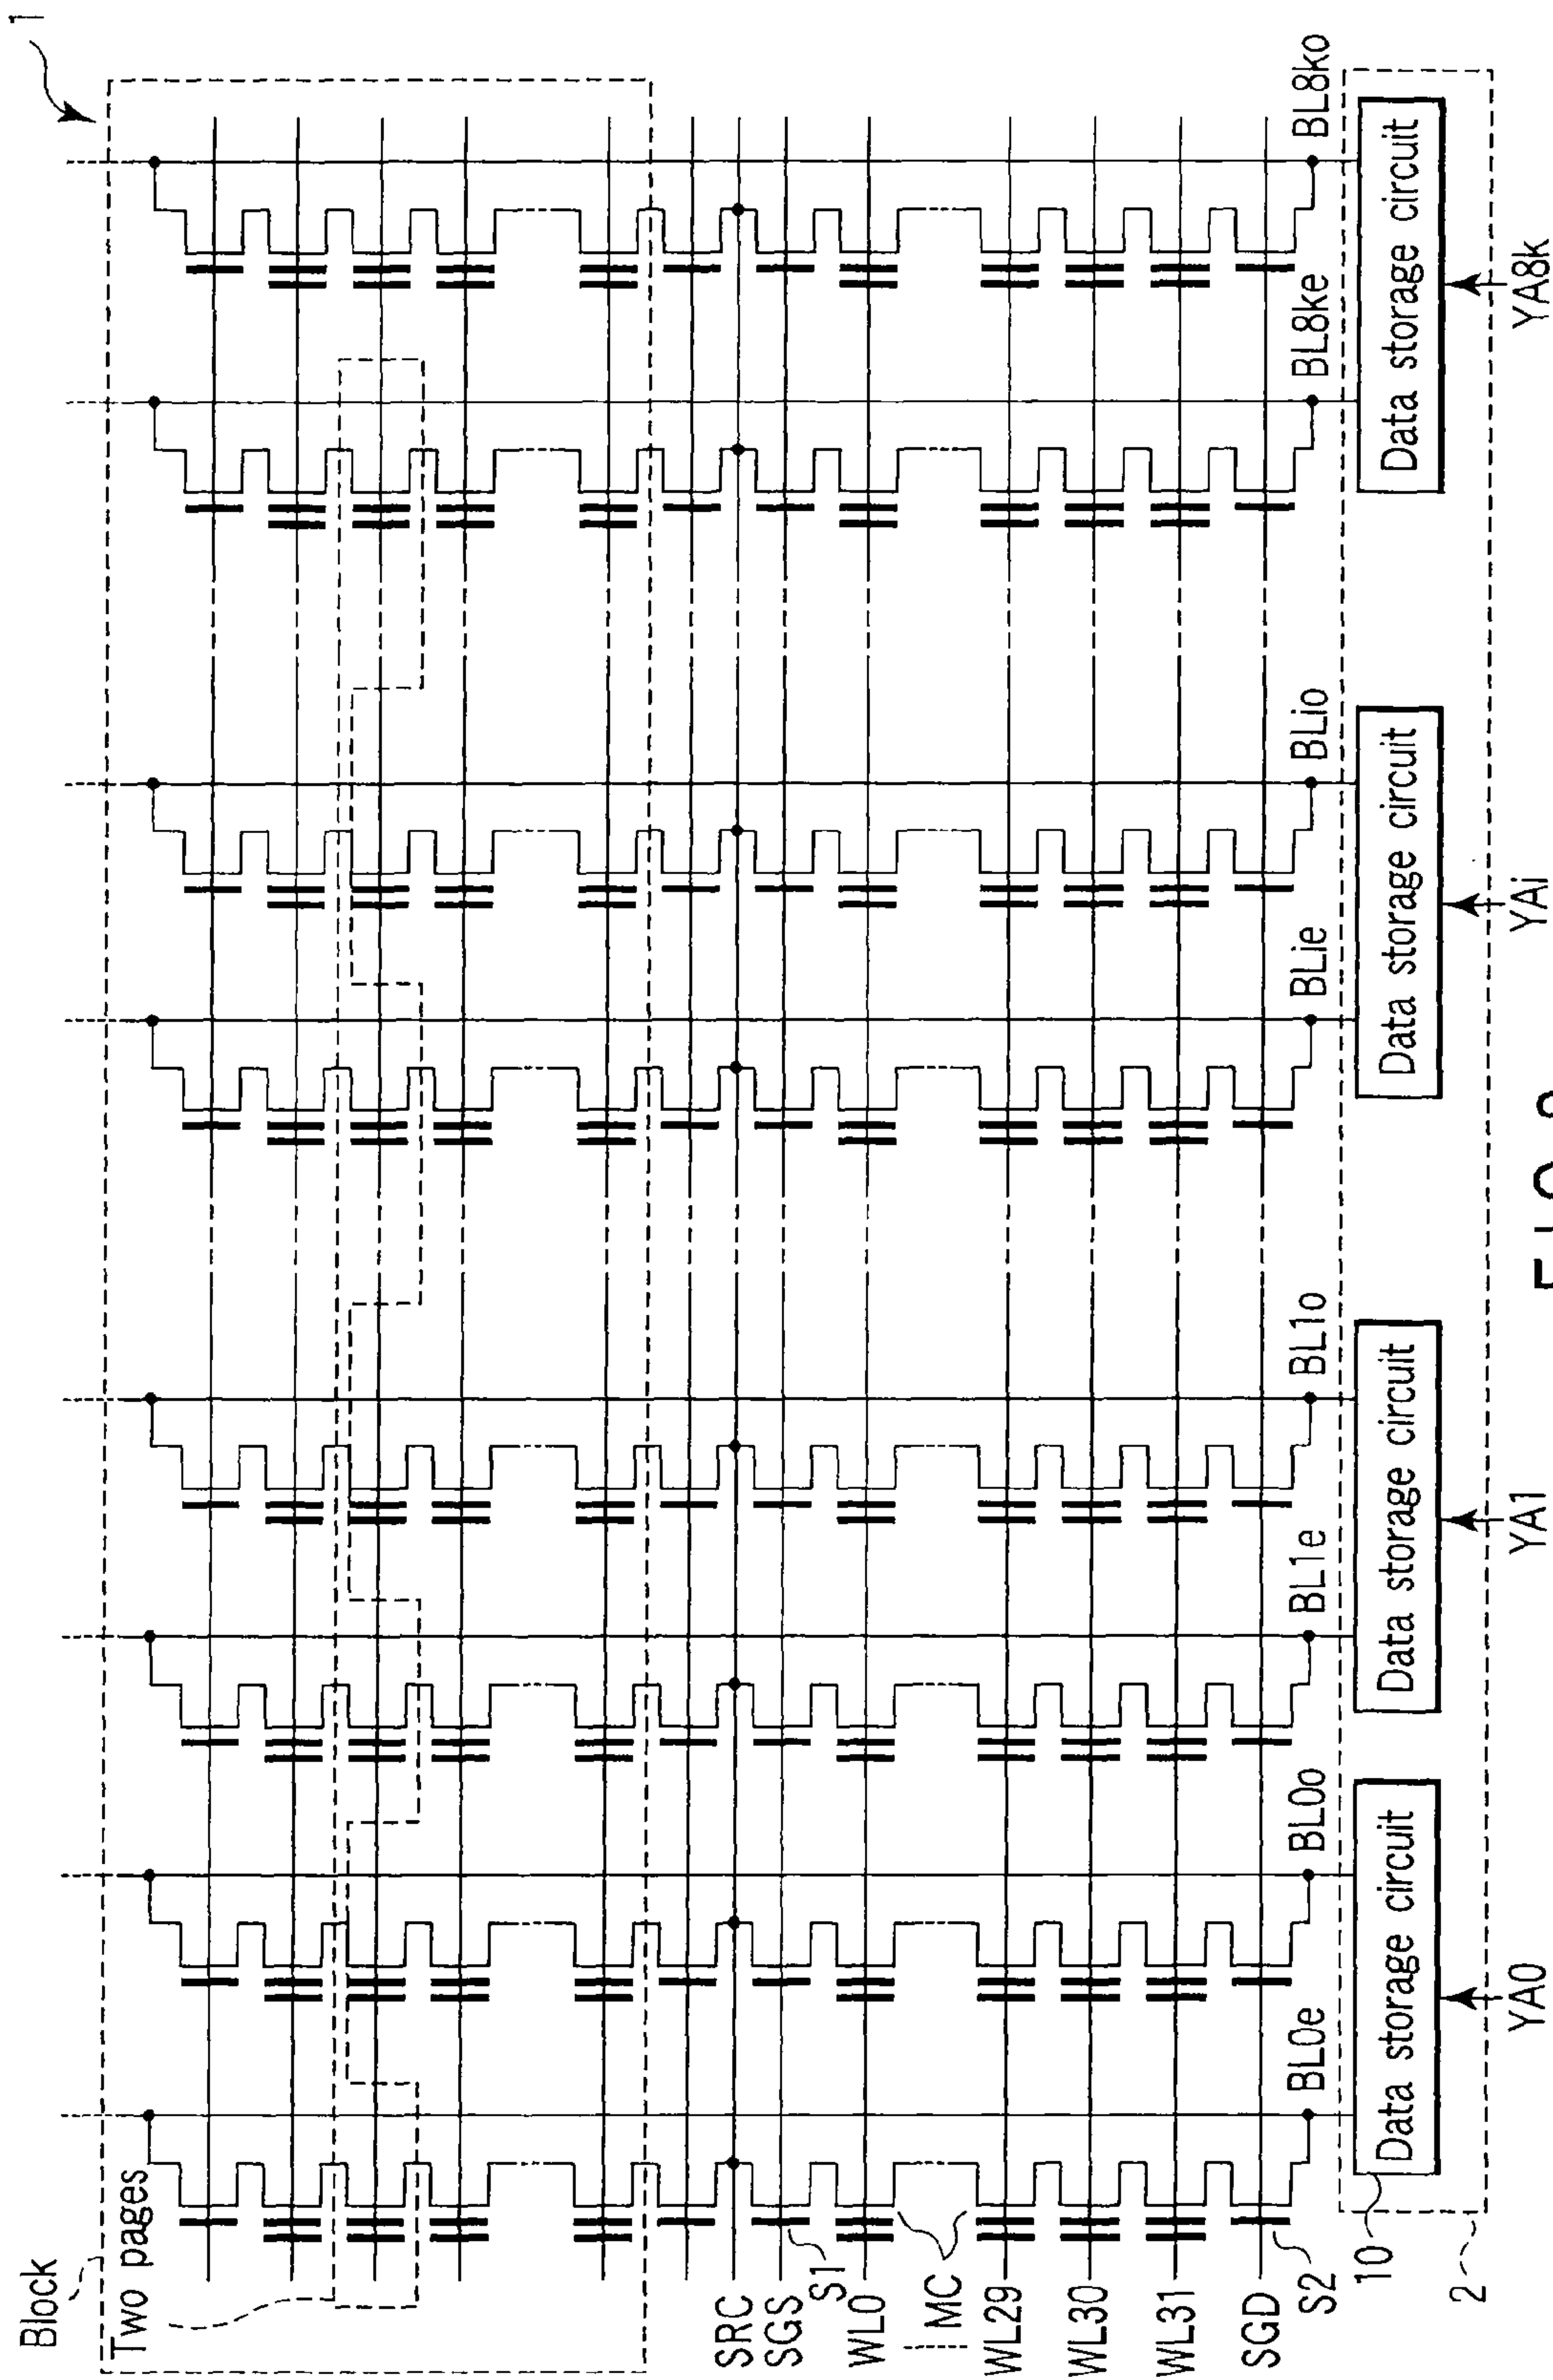 1
Block
Two pages
SRC
SGS
S1
WL0
MC
WL29
WL30
WL31
SGD
S2
BL0e
BL0o
BL1e
BL1o
BLie
BLio
BL8ke
BL8ko
10
Data storage circuit
Data storage circuit
Data storage circuit
Data storage circuit
2
YA0
YA1
YAi
YA8k